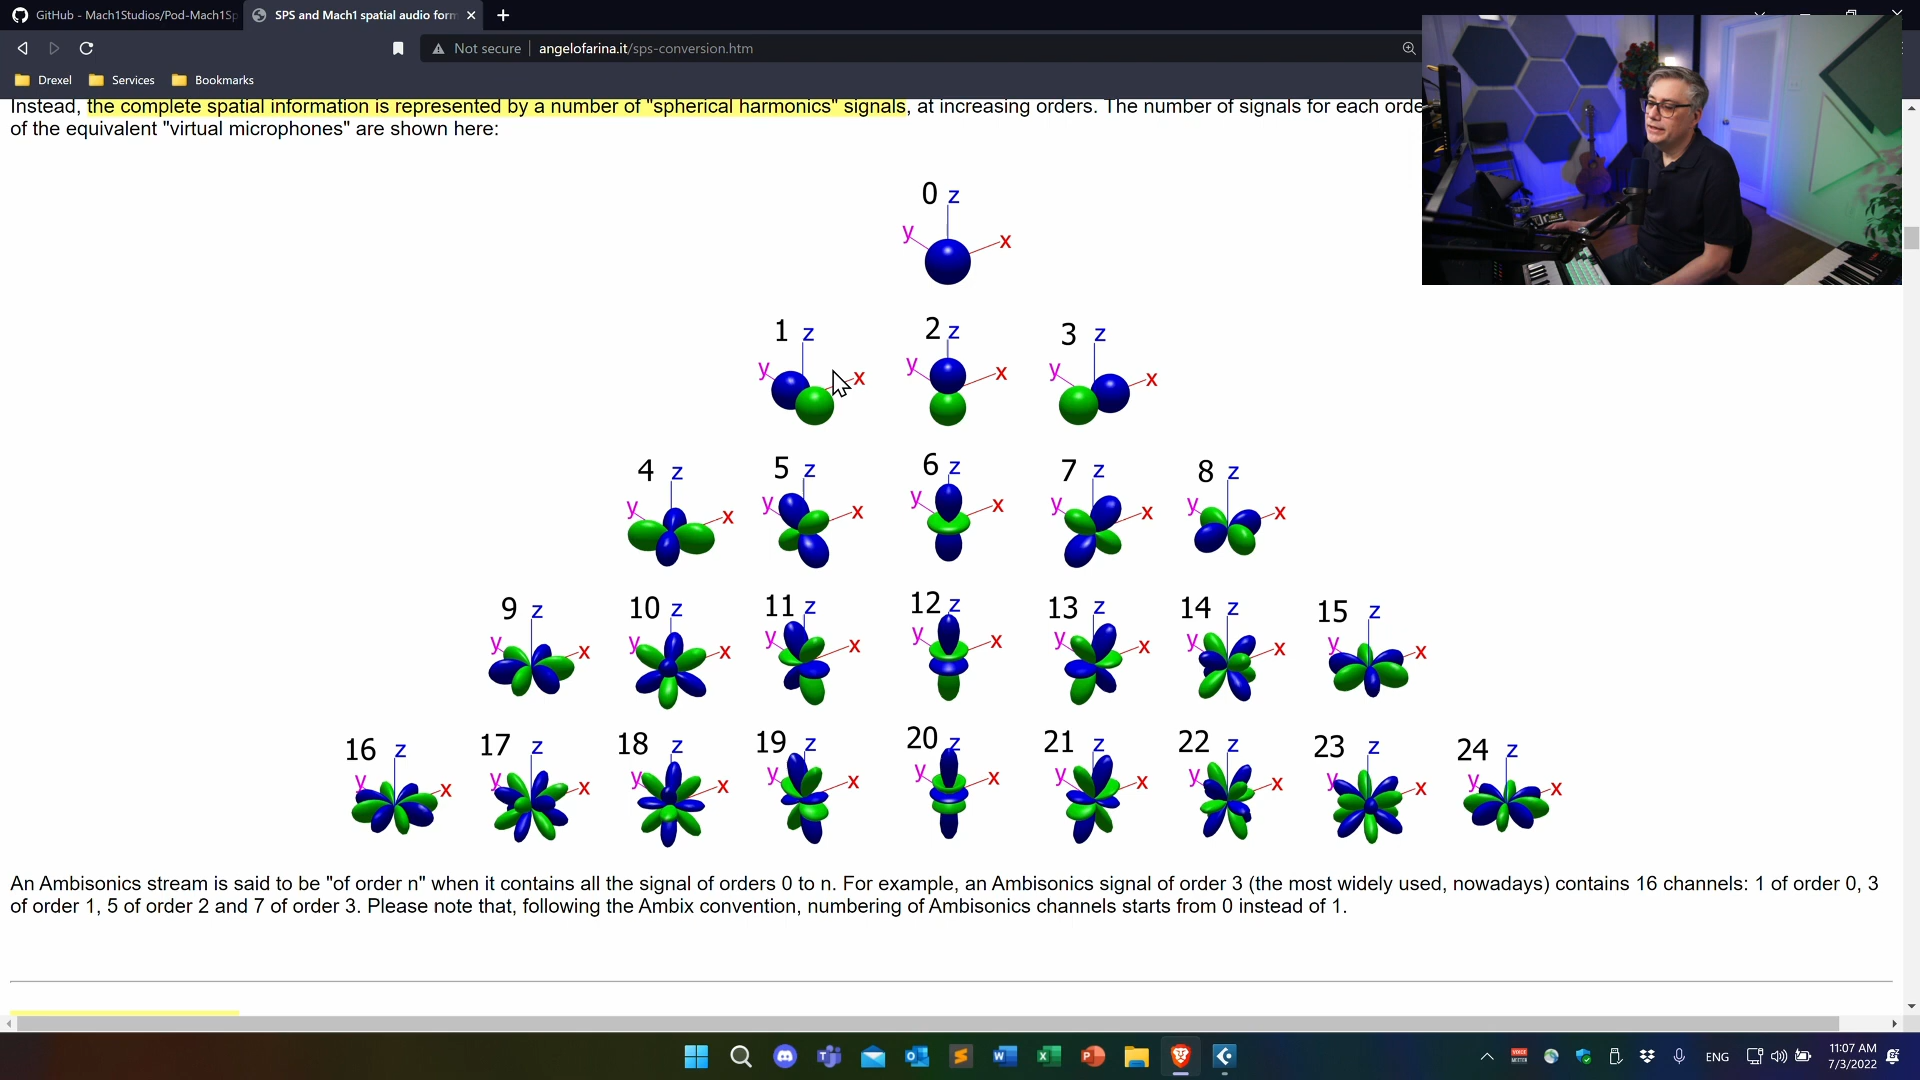 GitHub - Mach1Studios/Pod-Mach1Sp
SPS and Mach1 spatial audio form
Not secure
angelofarina.it/sps-conversion.htm
Drexel
Services
Bookmarks
Instead, the complete spatial information is represented by a number of "spherical harmonics" signals, at increasing orders. The number of signals for each orde
of the equivalent "virtual microphones" are shown here:
0 z
y x
1 z 2 z 3 z
y x y x y x
4 z 5 z 6 z 7 z 8 z
y x y x y x y x y x
9 z 10 z 11 z 12 z 13 z 14 z 15 z
y x y x y x y x y x y x y x
16 z 17 z 18 z 19 z 20 z 21 z 22 z 23 z 24 z
y x y x y x y x y x y x y x y x y x
An Ambisonics stream is said to be "of order n" when it contains all the signal of orders 0 to n. For example, an Ambisonics signal of order 3 (the most widely used, nowadays) contains 16 channels: 1 of order 0, 3
of order 1, 5 of order 2 and 7 of order 3. Please note that, following the Ambix convention, numbering of Ambisonics channels starts from 0 instead of 1.
ENG
11:07 AM
7/3/2022